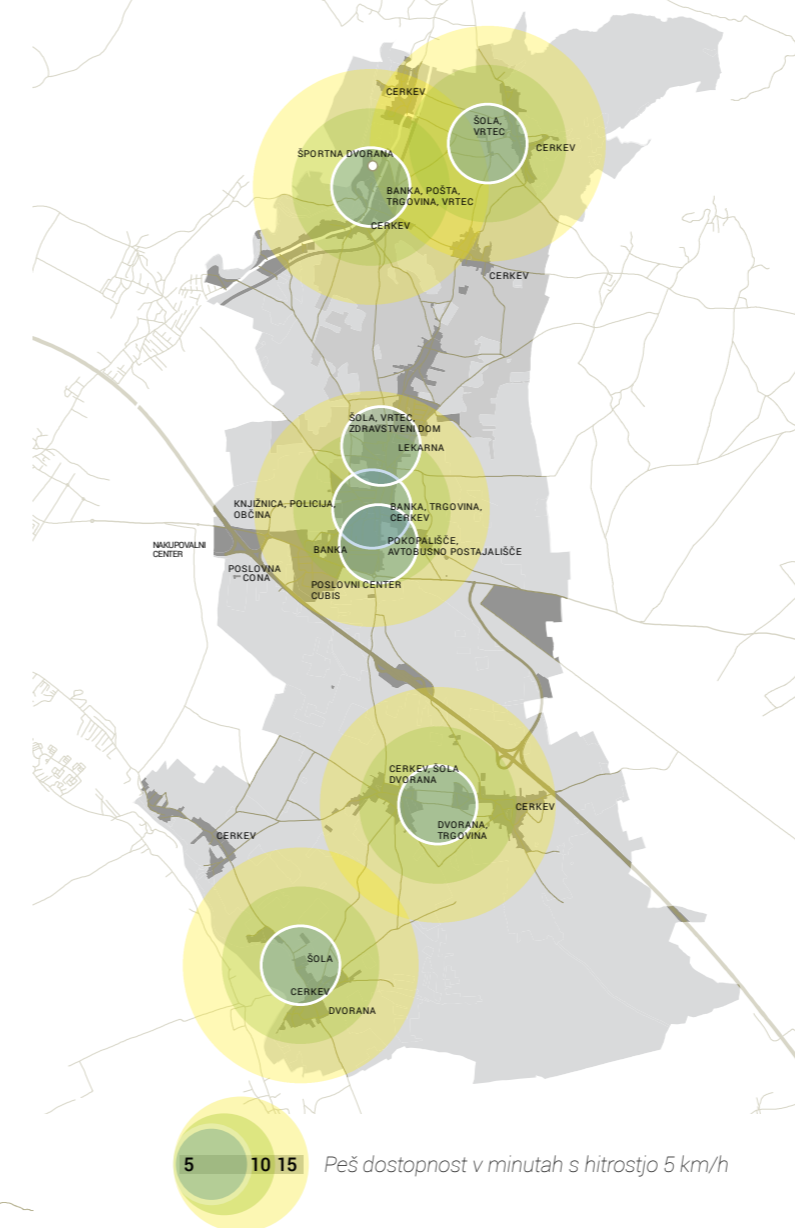 CERKEV
ŠOLA,
VRTEC
CERKEV
ŠPORTNA DVORANA
BANKA, POŠTA,
TRGOVINA, VRTEC
CERKEV
CERKEV
ŠOLA, VRTEC,
ZDRAVSTVENI DOM
LEKARNA
KNJIŽNICA, POLICIJA,
OBČINA
BANKA, TRGOVINA,
CERKEV
NAKUPOVALNI
CENTER
BANKA
POKOPALIŠČE,
AVTOBUSNO POSTAJALIŠČE
POSLOVNA
CONA
POSLOVNI CENTER
CUBIS
CERKEV, ŠOLA
DVORANA
CERKEV
DVORANA,
TRGOVINA
CERKEV
ŠOLA
CERKEV
DVORANA
5 10 15
Peš dostopnost v minutah s hitrostjo 5 km/h